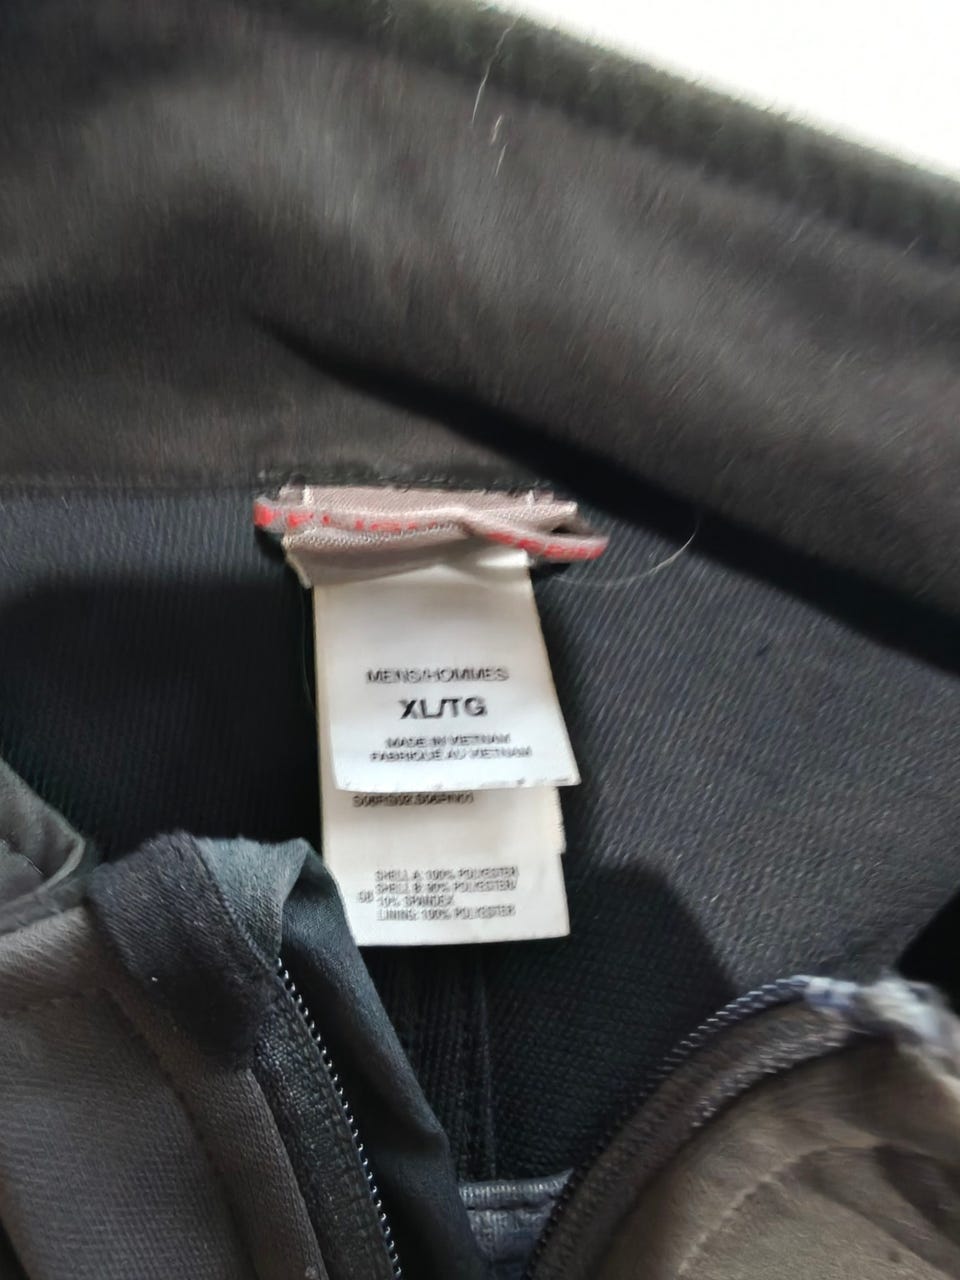 MENS/HOMMES
XL/TG
MADE IN VIETNAM
FABRIQUÉ AU VIETNAM
SHELL A: 100% POLYESTER
SHELL B: 90% POLYESTER/
GB 10% SPANDEX
LINING: 100% POLYESTER